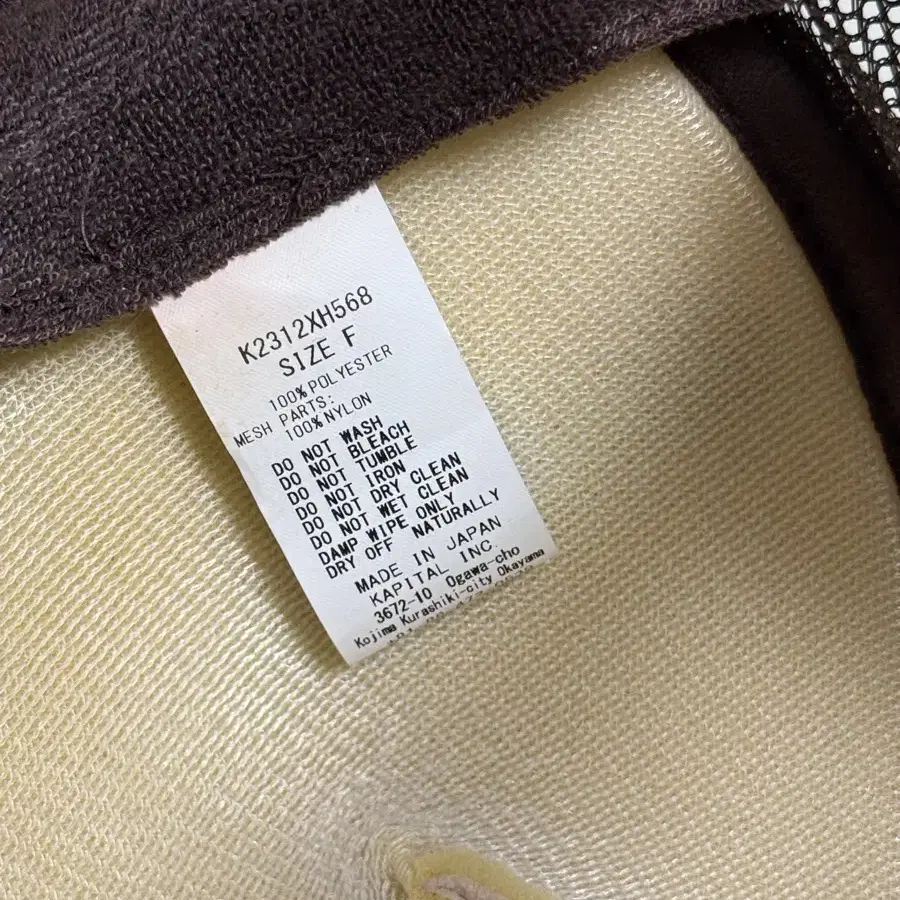 K2312XH568
SIZE F
100%POLYESTER
MESH PARTS:
100%NYLON
DO NOT WASH
DO NOT BLEACH
DO NOT TUMBLE
DO NOT IRON
DO NOT DRY CLEAN
DO NOT WET CLEAN
DAMP WIPE ONLY
DRY OFF NATURALLY
MADE IN JAPAN
KAPITAL INC
3672-10 Ogawa-cho
Kojima Kurashiki-city Okayama